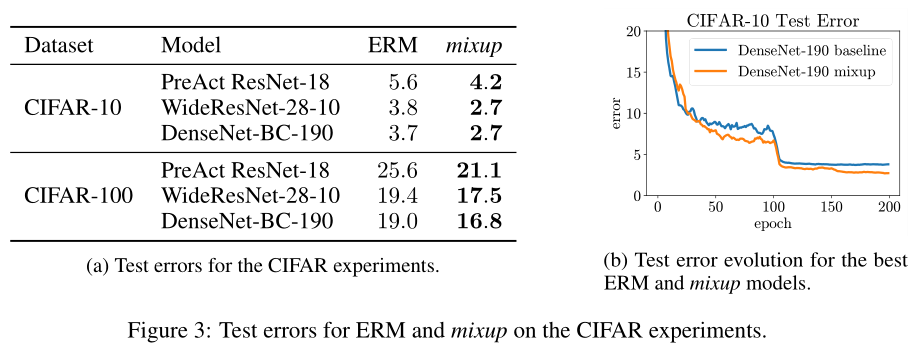 Dataset Model ERM mixup
CIFAR-10
PreAct ResNet-18 5.6 4.2
WideResNet-28-10 3.8 2.7
DenseNet-BC-190 3.7 2.7
CIFAR-100
PreAct ResNet-18 25.6 21.1
WideResNet-28-10 19.4 17.5
DenseNet-BC-190 19.0 16.8
(a) Test errors for the CIFAR experiments.
CIFAR-10 Test Error
DenseNet-190 baseline
DenseNet-190 mixup
error
20
15
10
5
0
0 50 100 150 200
epoch
(b) Test error evolution for the best
ERM and mixup models.
Figure 3: Test errors for ERM and mixup on the CIFAR experiments.